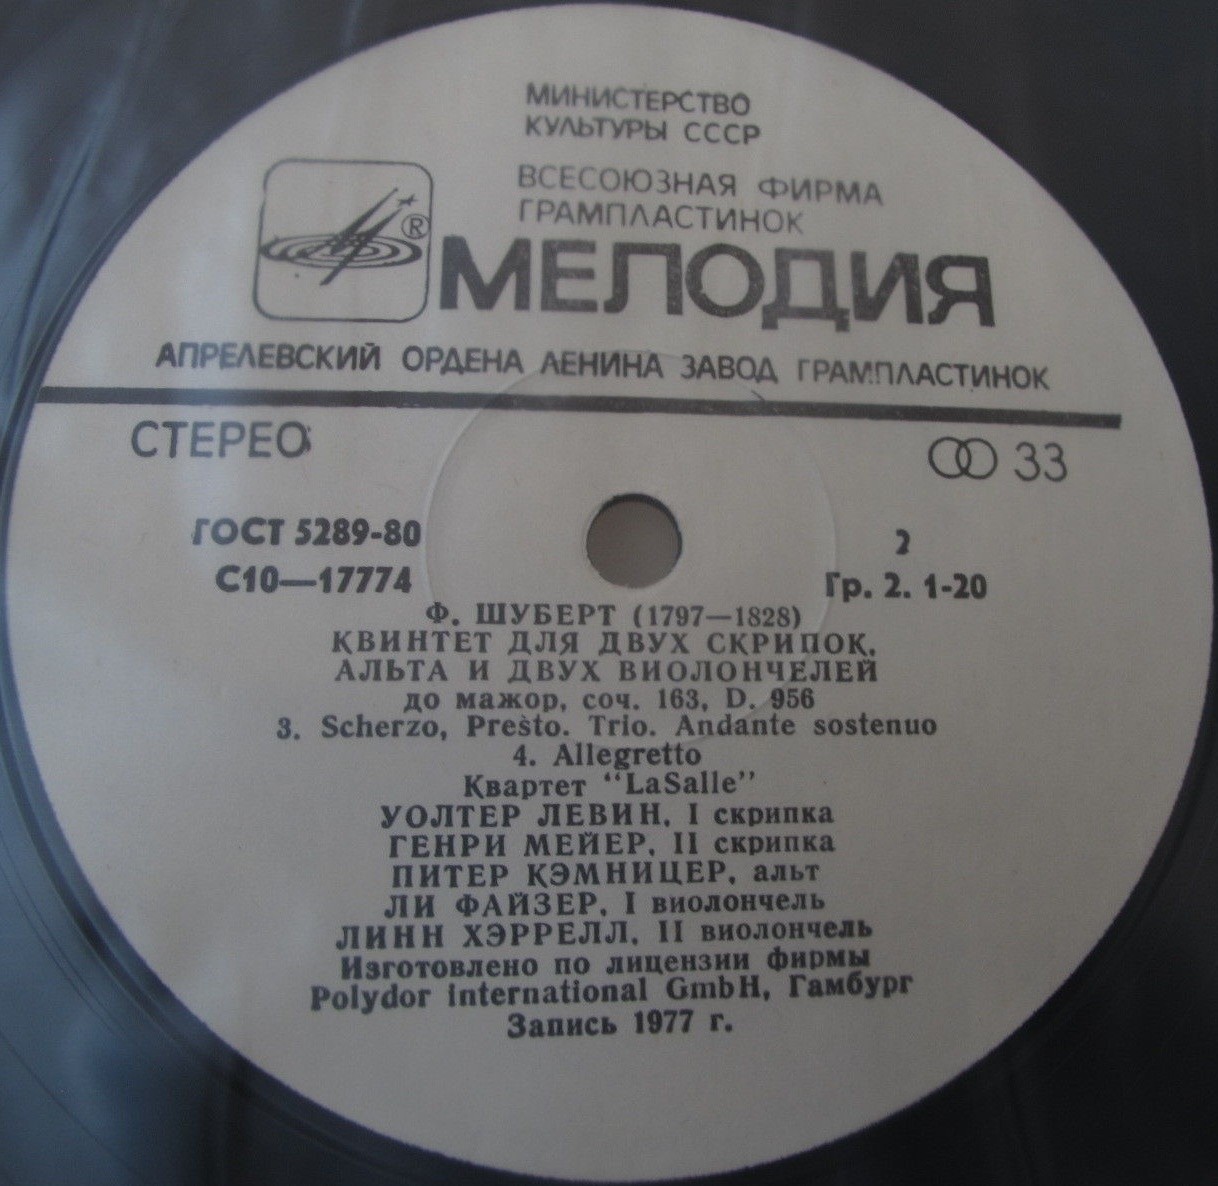 МИНИСТЕРСТВО
КУЛЬТУРЫ СССР
ВСЕСОЮЗНАЯ ФИРМА
ГРАМПЛАСТИНОК
®
МЕЛОДИЯ
АПРЕЛЕВСКИЙ ОРДЕНА ЛЕНИНА ЗАВОД ГРАМПЛАСТИНОК
СТЕРЕО 33
ГОСТ 5289-80 2
С10—17774 Гр. 2. 1-20
Ф. ШУБЕРТ (1797—1828)
КВИНТЕТ ДЛЯ ДВУХ СКРИПОК,
АЛЬТА И ДВУХ ВИОЛОНЧЕЛЕЙ
до мажор, соч. 163, D. 956
3. Scherzo, Presto. Trio. Andante sostenuo
4. Allegretto
Квартет "LaSalle"
УОЛТЕР ЛЕВИН, I скрипка
ГЕНРИ МЕЙЕР, II скрипка
ПИТЕР КЭМНИЦЕР, альт
ЛИ ФАЙЗЕР, I виолончель
ЛИНН ХЭРРЕЛЛ, II виолончель
Изготовлено по лицензии фирмы
Polydor international GmbH, Гамбург
Запись 1977 г.